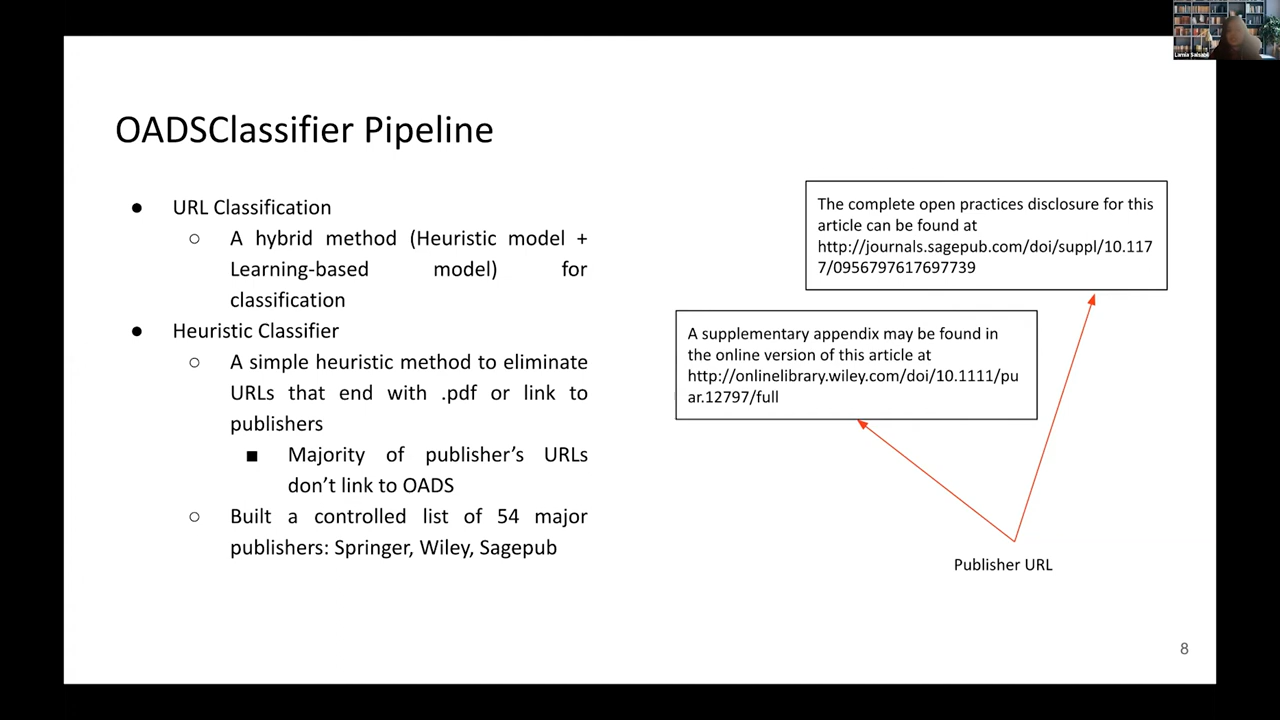 Lamia Salsabil
OADSClassifier Pipeline
● URL Classification
○ A hybrid method (Heuristic model +
Learning-based model) for
classification
● Heuristic Classifier
○ A simple heuristic method to eliminate
URLs that end with .pdf or link to
publishers
■ Majority of publisher’s URLs
don’t link to OADS
○ Built a controlled list of 54 major
publishers: Springer, Wiley, Sagepub
The complete open practices disclosure for this
article can be found at
http://journals.sagepub.com/doi/suppl/10.117
7/0956797617697739
A supplementary appendix may be found in
the online version of this article at
http://onlinelibrary.wiley.com/doi/10.1111/pu
ar.12797/full
Publisher URL
8